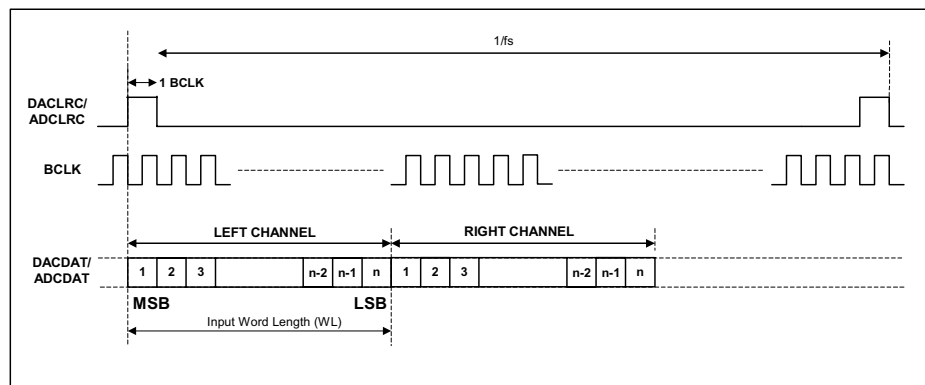 1/fs
1 BCLK
DACLRC/
ADCLRC
BCLK
LEFT CHANNEL
RIGHT CHANNEL
DACDAT/
ADCDAT
1 2 3 n-2 n-1 n 1 2 3 n-2 n-1 n
MSB LSB
Input Word Length (WL)